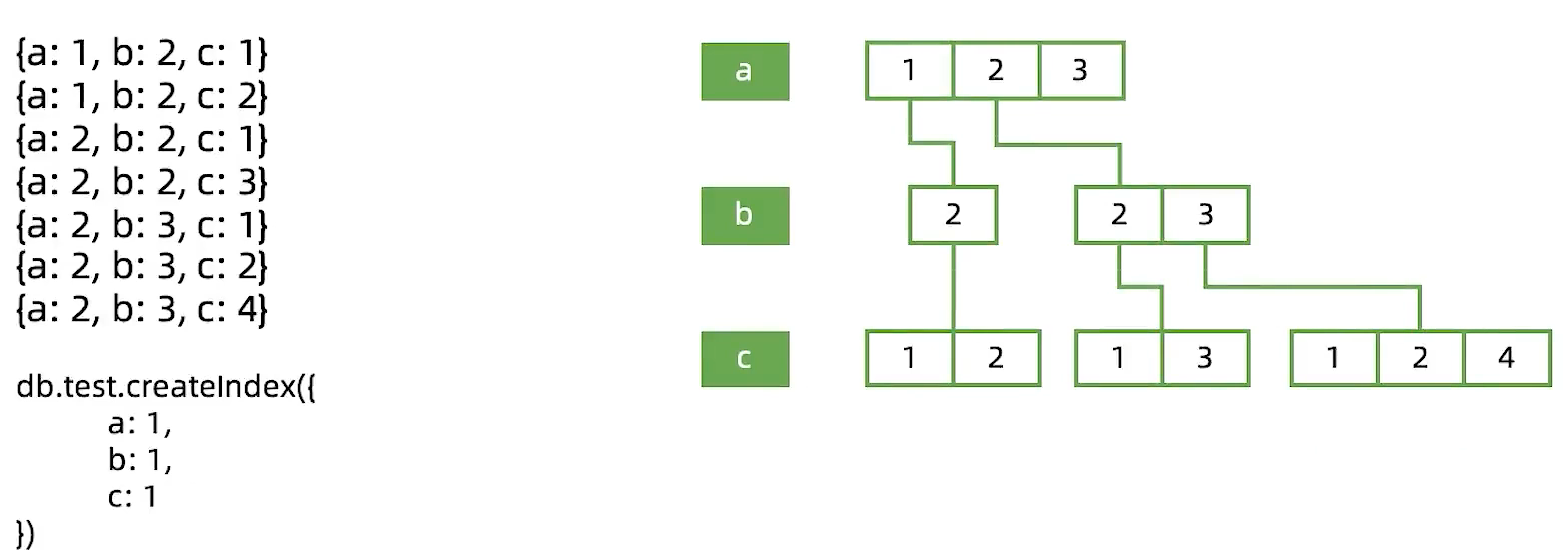 {a: 1, b: 2, c: 1}
{a: 1, b: 2, c: 2}
{a: 2, b: 2, c: 1}
{a: 2, b: 2, c: 3}
{a: 2, b: 3, c: 1}
{a: 2, b: 3, c: 2}
{a: 2, b: 3, c: 4}
db.test.createIndex({
a: 1,
b: 1,
c: 1
})
a 1 2 3
b 2 2 3
c 1 2 1 3 1 2 4